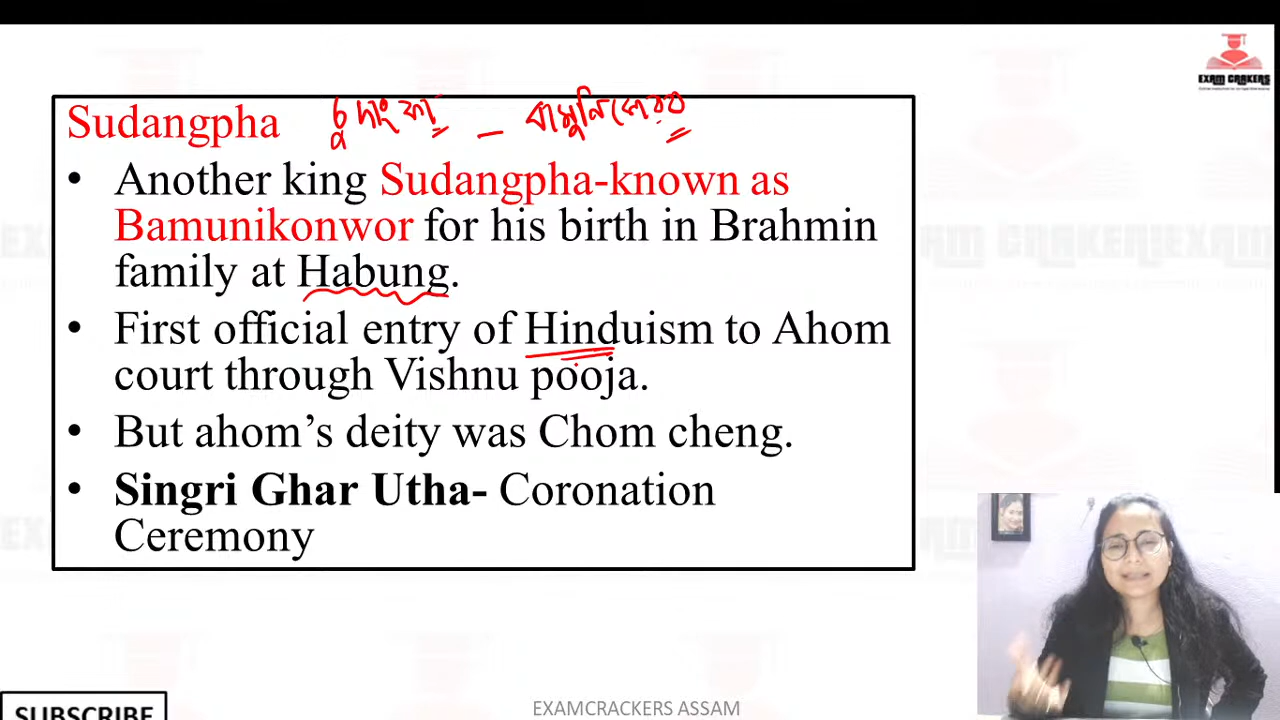 EXAM CRAKERS
Sudangpha চুদাংফা – বামুনিকোঁৱৰ
• Another king Sudangpha-known as
Bamunikonwor for his birth in Brahmin
family at Habung.
• First official entry of Hinduism to Ahom
court through Vishnu pooja.
• But ahom’s deity was Chom cheng.
• Singri Ghar Utha- Coronation
Ceremony
SUBSCRIBE
EXAMCRACKERS ASSAM